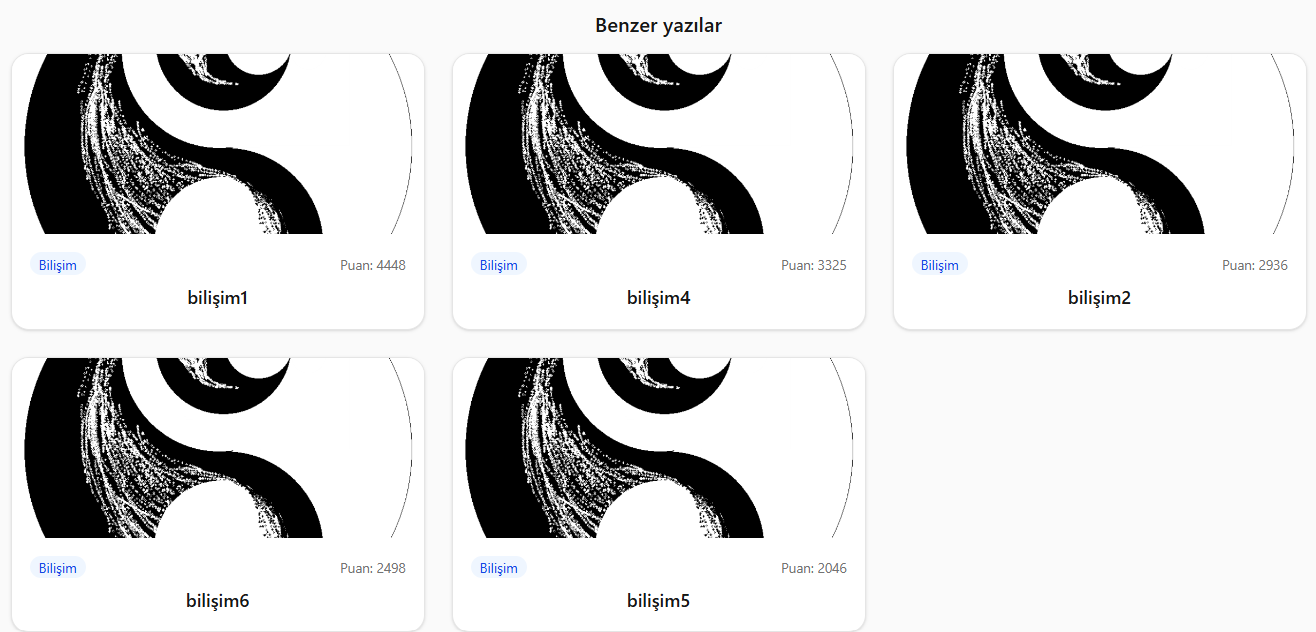 Benzer yazılar
Bilişim Puan: 4448
bilişim1
Bilişim Puan: 3325
bilişim4
Bilişim Puan: 2936
bilişim2
Bilişim Puan: 2498
bilişim6
Bilişim Puan: 2046
bilişim5